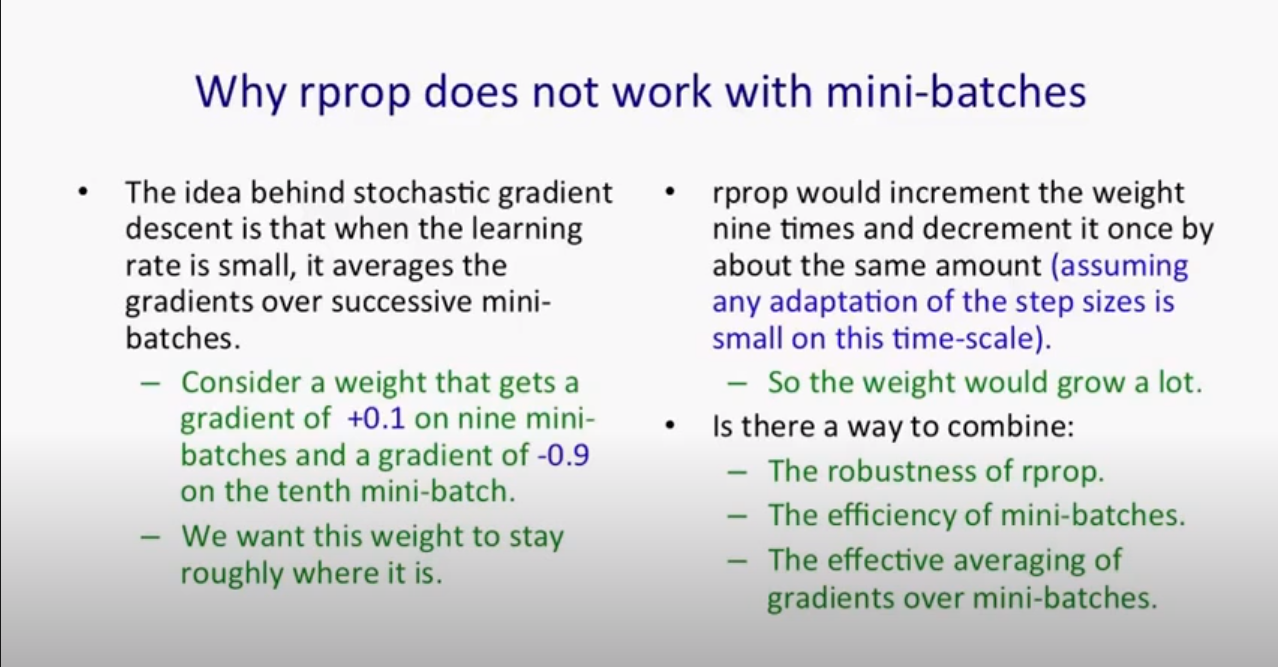 Why rprop does not work with mini-batches
• The idea behind stochastic gradient
descent is that when the learning
rate is small, it averages the
gradients over successive mini-
batches.
– Consider a weight that gets a
gradient of +0.1 on nine mini-
batches and a gradient of -0.9
on the tenth mini-batch.
– We want this weight to stay
roughly where it is.
• rprop would increment the weight
nine times and decrement it once by
about the same amount (assuming
any adaptation of the step sizes is
small on this time-scale).
– So the weight would grow a lot.
• Is there a way to combine:
– The robustness of rprop.
– The efficiency of mini-batches.
– The effective averaging of
gradients over mini-batches.